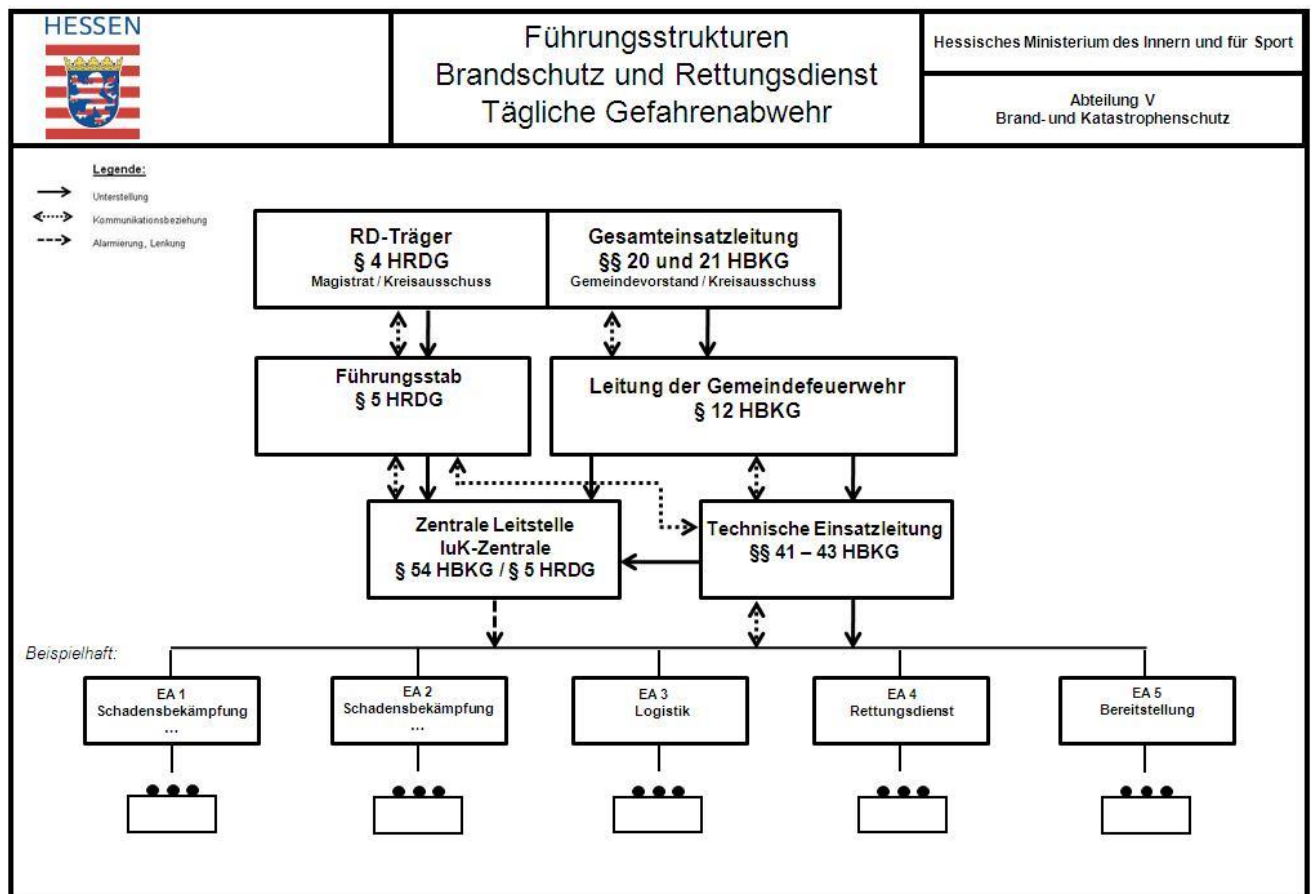 HESSEN
Führungsstrukturen
Brandschutz und Rettungsdienst
Tägliche Gefahrenabwehr
Hessisches Ministerium des Innern und für Sport
Abteilung V
Brand- und Katastrophenschutz
Legende:
Unterstellung
Kommunikationsbeziehung
Alarmierung, Lenkung
RD-Träger
§ 4 HRDG
Magistrat / Kreisausschuss
Gesamteinsatzleitung
§§ 20 und 21 HBKG
Gemeindevorstand / Kreisausschuss
Führungsstab
§ 5 HRDG
Leitung der Gemeindefeuerwehr
§ 12 HBKG
Zentrale Leitstelle
IuK-Zentrale
§ 54 HBKG / § 5 HRDG
Technische Einsatzleitung
§§ 41 – 43 HBKG
Beispielhaft:
EA 1
Schadensbekämpfung
...
EA 2
Schadensbekämpfung
...
EA 3
Logistik
EA 4
Rettungsdienst
EA 5
Bereitstellung